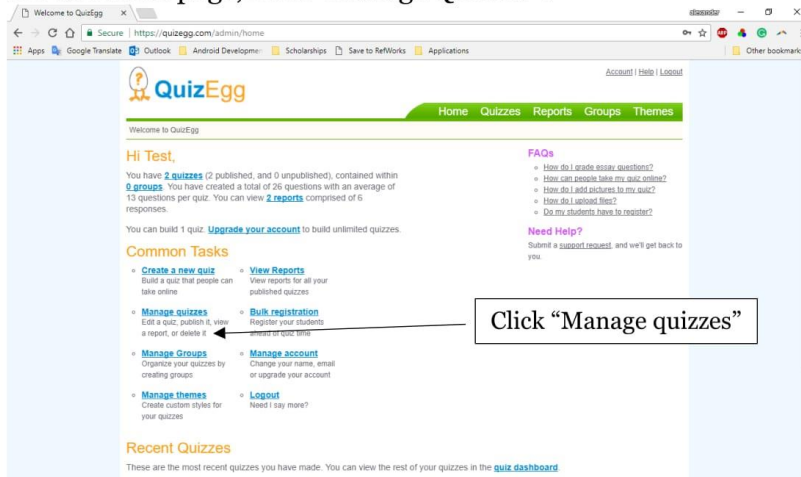 Welcome to QuizEgg
Secure | https://quizegg.com/admin/home
Apps Google Translate Outlook Android Developmen Scholarships Save to RefWorks Applications Other bookmark
Account | Help | Logout
QuizEgg
Home Quizzes Reports Groups Themes
Welcome to QuizEgg
Hi Test,
You have 2 quizzes (2 published, and 0 unpublished), contained within
0 groups. You have created a total of 26 questions with an average of
13 questions per quiz. You can view 2 reports comprised of 6
responses.
You can build 1 quiz. Upgrade your account to build unlimited quizzes.
FAQs
How do I grade essay questions?
How can people take my quiz online?
How do I add pictures to my quiz?
How do I upload files?
Do my students have to register?
Need Help?
Submit a support request, and we'll get back to
you.
Common Tasks
Create a new quiz
Build a quiz that people can
take online
View Reports
View reports for all your
published quizzes
Manage quizzes
Edit a quiz, publish it, view
a report, or delete it
Bulk registration
Register your students
ahead of quiz time
Manage Groups
Organize your quizzes by
creating groups
Manage account
Change your name, email
or upgrade your account
Manage themes
Create custom styles for
your quizzes
Logout
Need I say more?
Click “Manage quizzes”
Recent Quizzes
These are the most recent quizzes you have made. You can view the rest of your quizzes in the quiz dashboard.